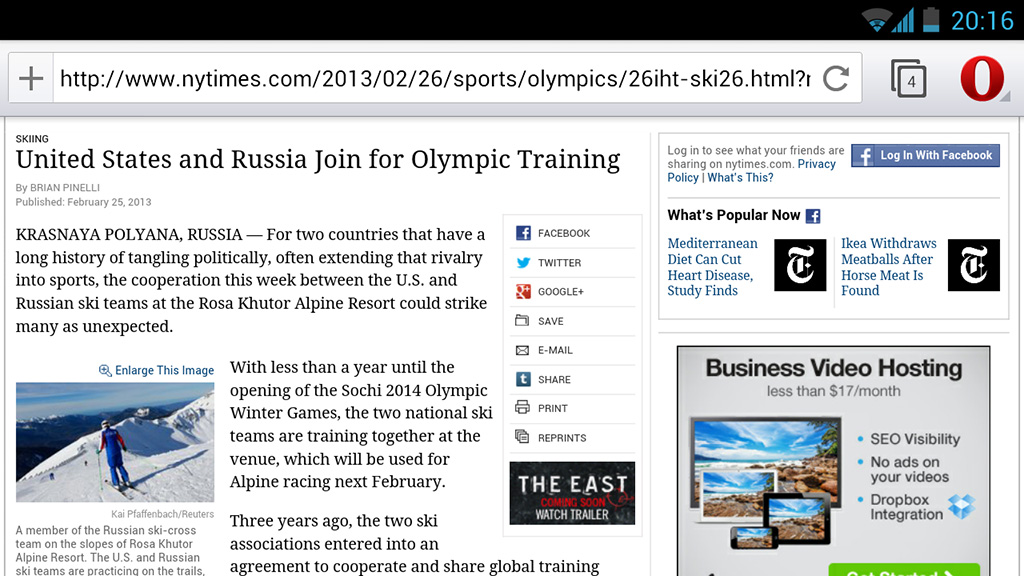 20:16
http://www.nytimes.com/2013/02/26/sports/olympics/26iht-ski26.html?r
4
SKIING
United States and Russia Join for Olympic Training
By BRIAN PINELLI
Published: February 25, 2013
KRASNAYA POLYANA, RUSSIA — For two countries that have a
long history of tangling politically, often extending that rivalry
into sports, the cooperation this week between the U.S. and
Russian ski teams at the Rosa Khutor Alpine Resort could strike
many as unexpected.
Enlarge This Image
Kai Pfaffenbach/Reuters
A member of the Russian ski-cross
team on the slopes of Rosa Khutor
Alpine Resort. The U.S. and Russian
ski teams are practicing on the trails,
With less than a year until the
opening of the Sochi 2014 Olympic
Winter Games, the two national ski
teams are training together at the
venue, which will be used for
Alpine racing next February.
Three years ago, the two ski
associations entered into an
agreement to cooperate and share global training
FACEBOOK
TWITTER
GOOGLE+
SAVE
E-MAIL
SHARE
PRINT
REPRINTS
THE EAST
COMING SOON
WATCH TRAILER
Log in to see what your friends are
sharing on nytimes.com. Privacy
Policy | What's This?
Log In With Facebook
What's Popular Now
Mediterranean
Diet Can Cut
Heart Disease,
Study Finds
Ikea Withdraws
Meatballs After
Horse Meat Is
Found
Business Video Hosting
less than $17/month
• SEO Visibility
• No ads on
your videos
• Dropbox
Integration
Get Started